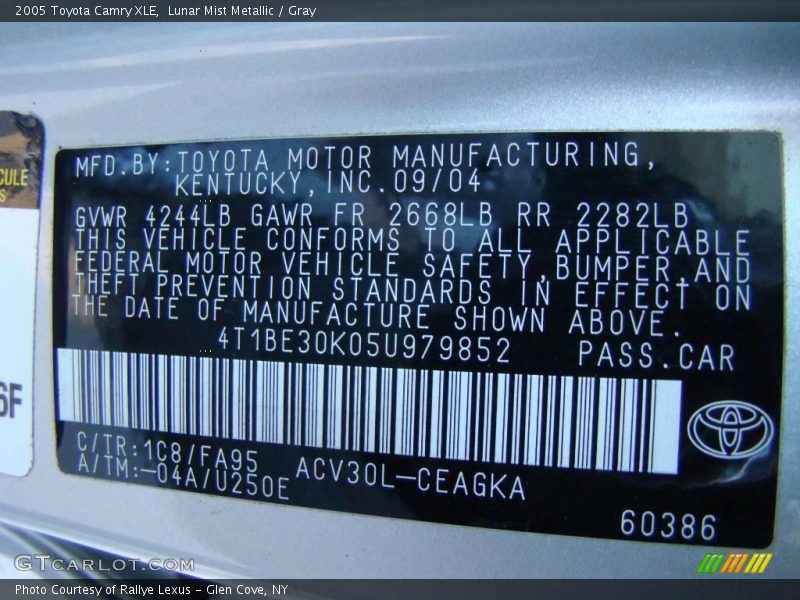 2005 Toyota Camry XLE, Lunar Mist Metallic / Gray
CULE
S
6F
MFD.BY:TOYOTA MOTOR MANUFACTURING,
KENTUCKY,INC.09/04
GVWR 4244LB GAWR FR 2668LB RR 2282LB
THIS VEHICLE CONFORMS TO ALL APPLICABLE
FEDERAL MOTOR VEHICLE SAFETY,BUMPER,AND
THEFT PREVENTION STANDARDS IN EFFECT ON
THE DATE OF MANUFACTURE SHOWN ABOVE.
4T1BE30K05U979852 PASS.CAR
C/TR:1C8/FA95
A/TM:-04A/U250E
ACV30L-CEAGKA
60386
GTCARLOT.COM
Photo Courtesy of Rallye Lexus - Glen Cove, NY